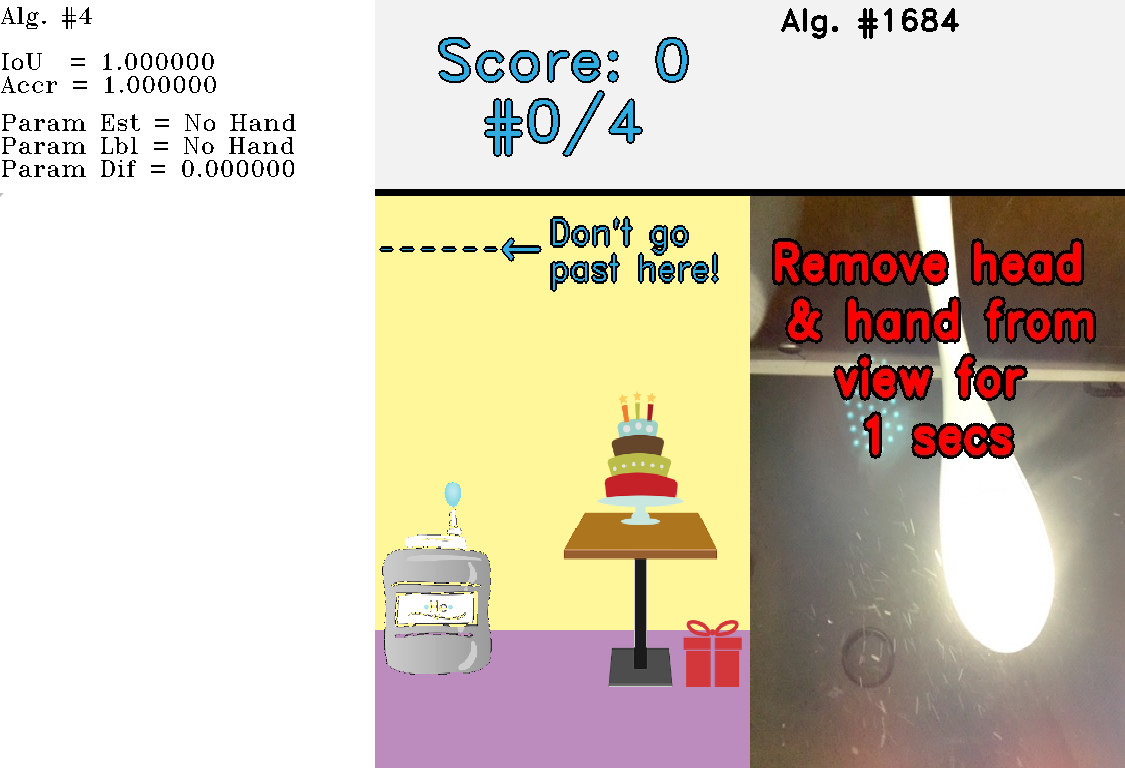 Alg. #4
IoU = 1.000000
Accr = 1.000000
Param Est = No Hand
Param Lbl = No Hand
Param Dif = 0.000000
Score: 0
#0/4
Alg. #1684
Don't go
past here!
Remove head
& hand from
view for
1 secs